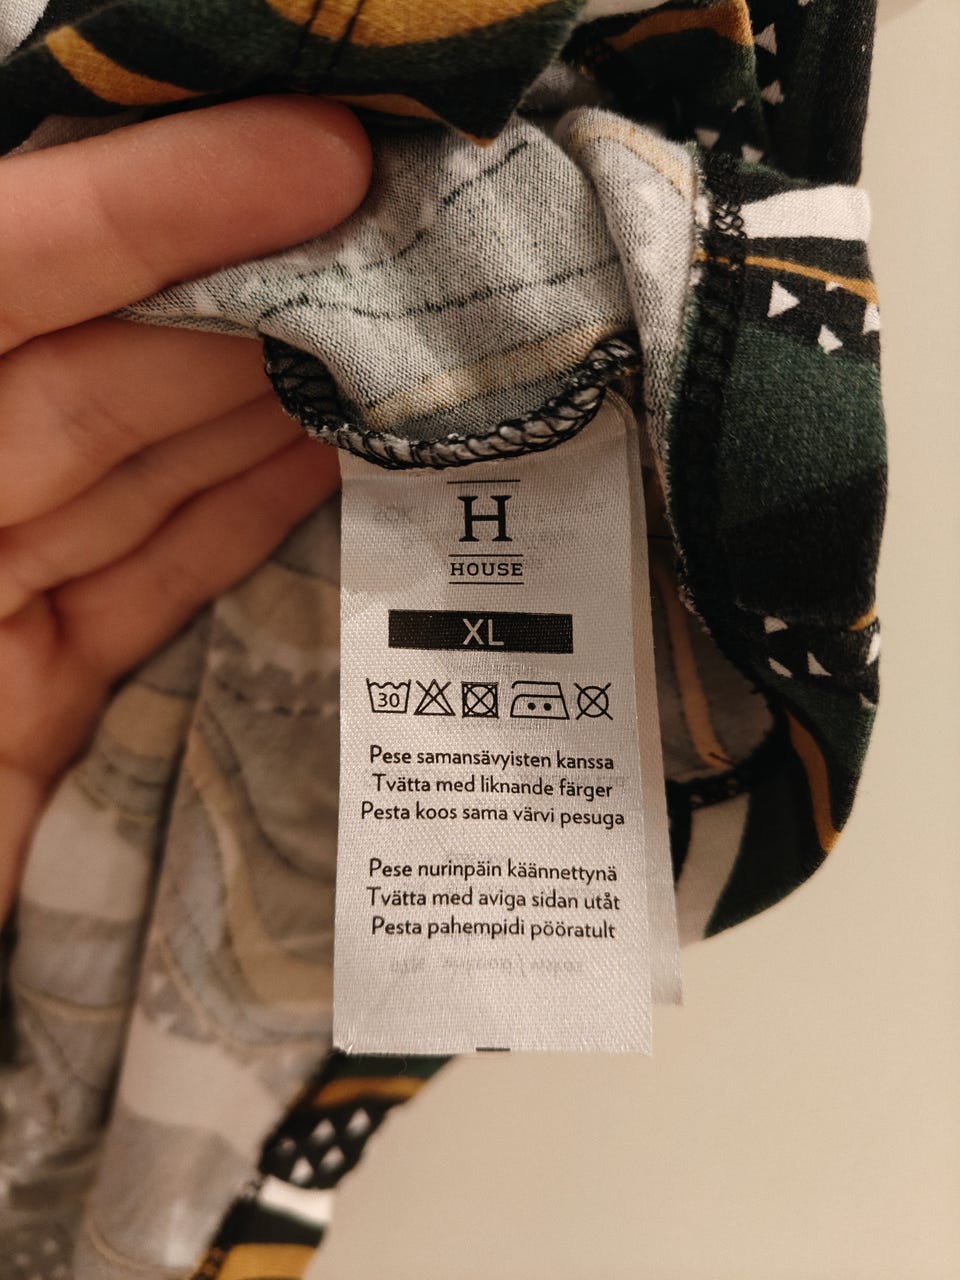 H
HOUSE
XL
30
Pese samansävyisten kanssa
Tvätta med liknande färger
Pesta koos sama värvi pesuga
Pese nurinpäin käännettynä
Tvätta med aviga sidan utåt
Pesta pahempidi pööratult